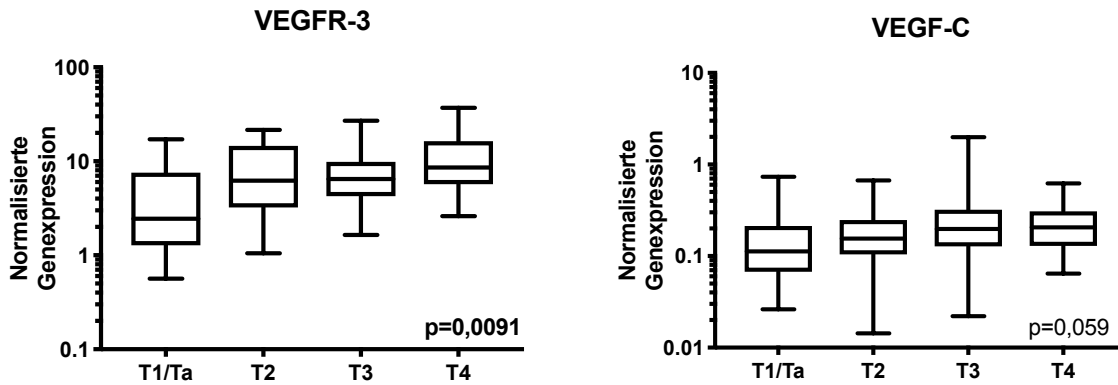 VEGFR-3
Normalisierte
Genexpression
100
10
1
0.1
T1/Ta T2 T3 T4
p=0,0091
VEGF-C
Normalisierte
Genexpression
10
1
0.1
0.01
T1/Ta T2 T3 T4
p=0,059